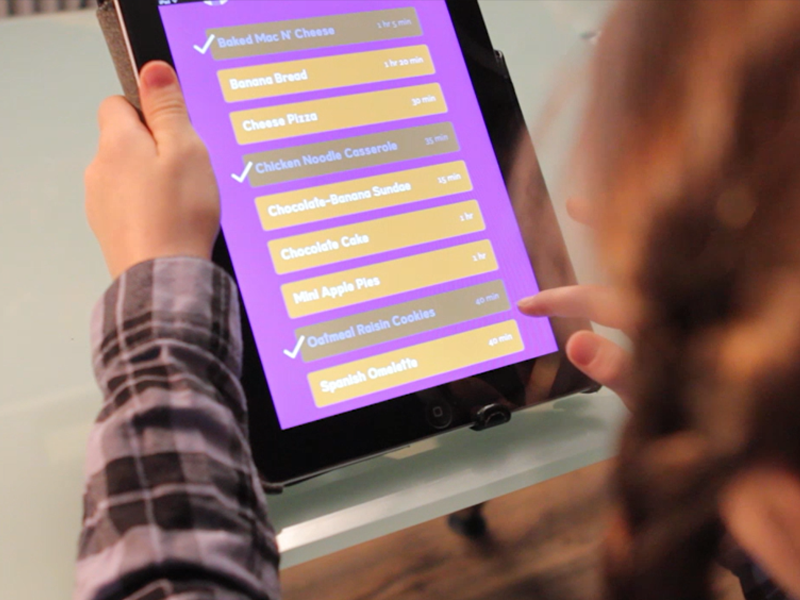 Baked Mac N' Cheese 1 hr 5 min
Banana Bread 1 hr 20 min
Cheese Pizza 30 min
Chicken Noodle Casserole 35 min
Chocolate-Banana Sundae 15 min
Chocolate Cake 1 hr
Mini Apple Pies 1 hr
Oatmeal Raisin Cookies 40 min
Spanish Omelette 40 min